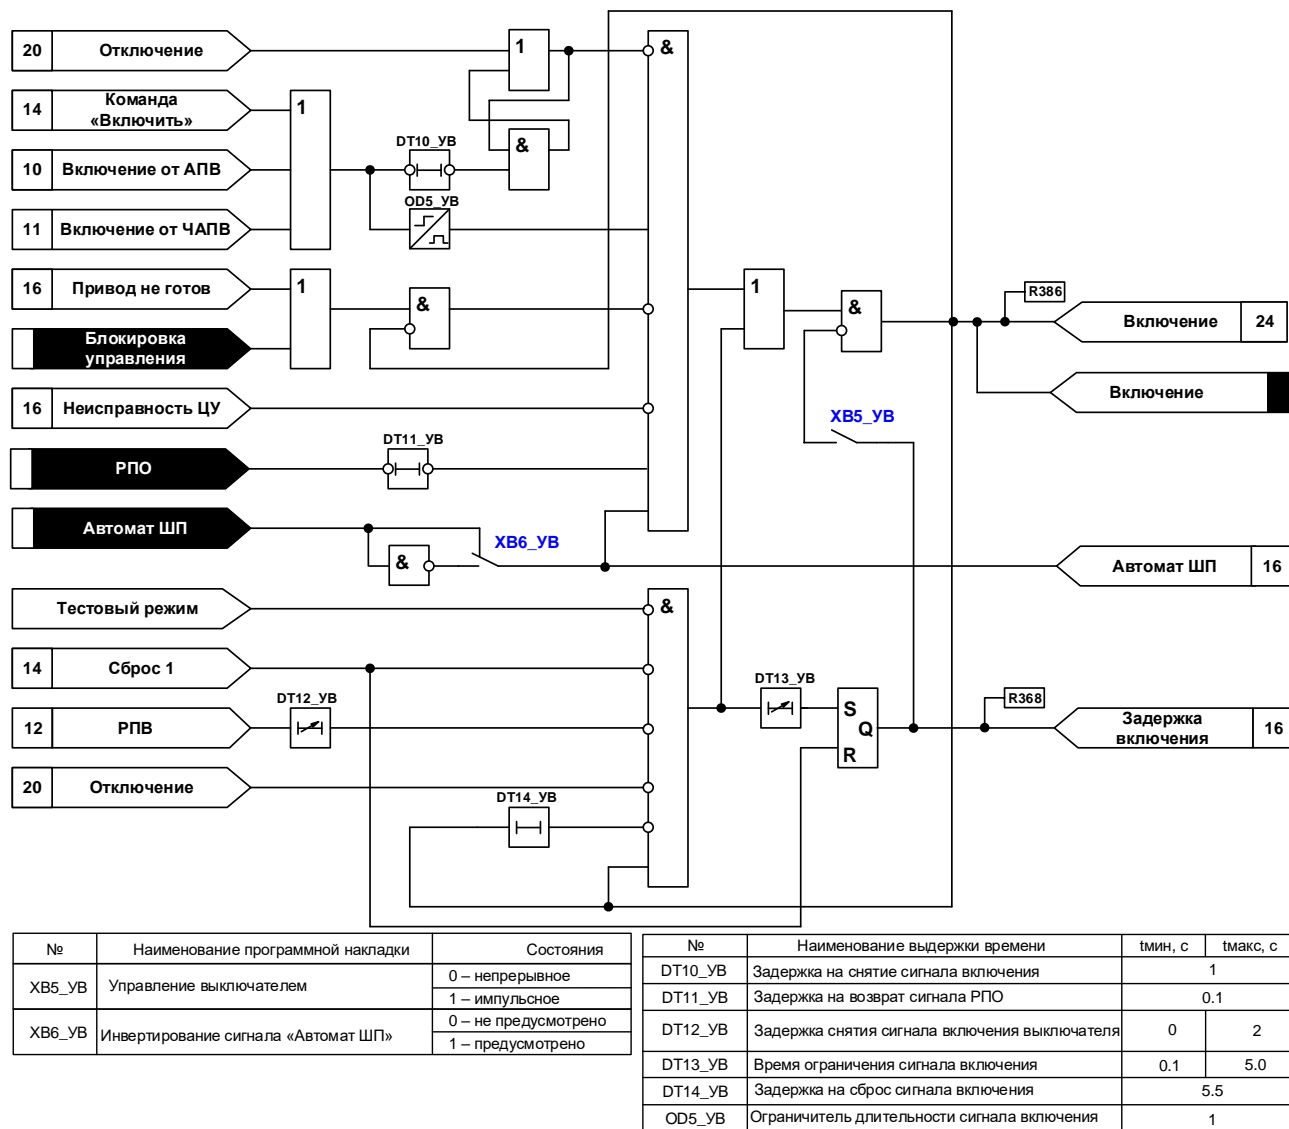 20 Отключение
1
&
14 Команда
«Включить»
1
10 Включение от АПВ
DT10_УВ
&
OD5_УВ
11 Включение от ЧАПВ
16 Привод не готов
1
&
1
&
R386
Включение 24
Блокировка
управления
Включение
16 Неисправность ЦУ
XB5_УВ
РПО
DT11_УВ
Автомат ШП
&
XB6_УВ
Автомат ШП 16
Тестовый режим
&
14 Сброс 1
DT12_УВ
DT13_УВ
S
Q
R
R368
12 РПВ
Задержка
включения 16
20 Отключение
DT14_УВ
№ Наименование программной накладки Состояния
XB5_УВ Управление выключателем 0 – непрерывное
1 – импульсное
XB6_УВ Инвертирование сигнала «Автомат ШП» 0 – не предусмотрено
1 – предусмотрено
№ Наименование выдержки времени tмин, с tмакс, с
DT10_УВ Задержка на снятие сигнала включения 1
DT11_УВ Задержка на возврат сигнала РПО 0.1
DT12_УВ Задержка снятия сигнала включения выключателя 0 2
DT13_УВ Время ограничения сигнала включения 0.1 5.0
DT14_УВ Задержка на сброс сигнала включения 5.5
OD5_УВ Ограничитель длительности сигнала включения 1